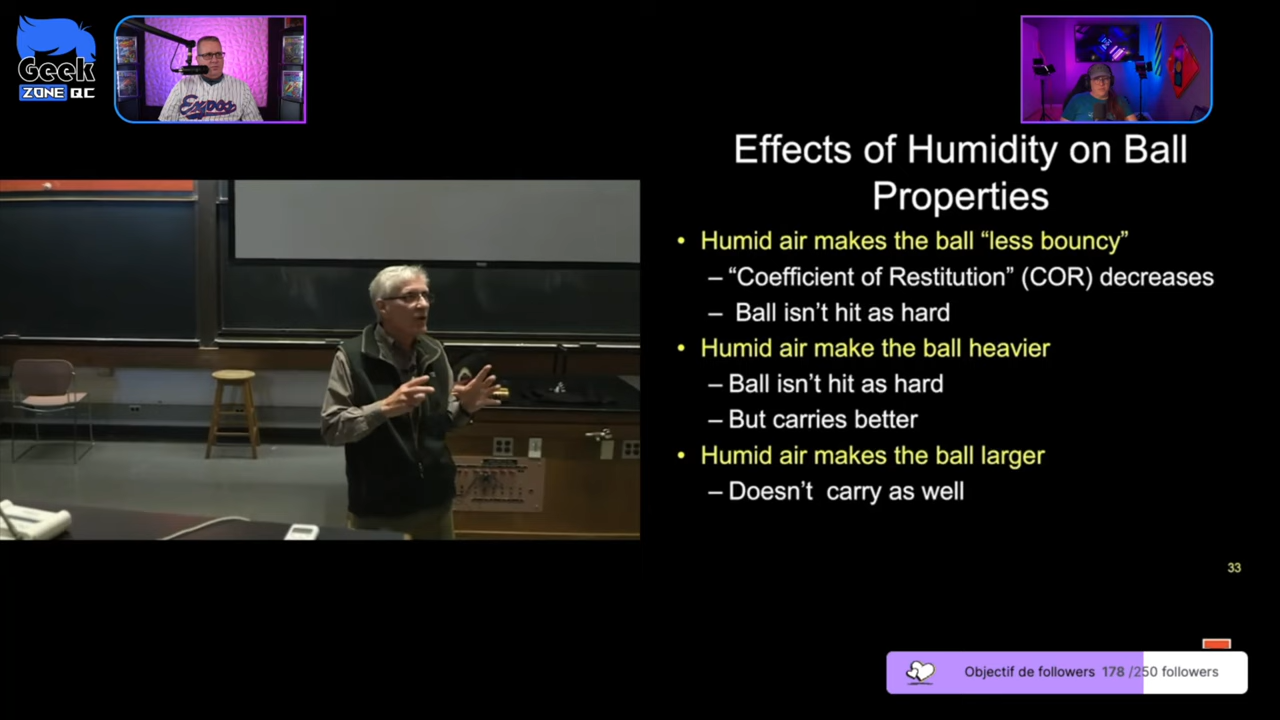 Geek
ZONE QC
Expos
Effects of Humidity on Ball
Properties
• Humid air makes the ball “less bouncy”
– “Coefficient of Restitution” (COR) decreases
– Ball isn’t hit as hard
• Humid air make the ball heavier
– Ball isn’t hit as hard
– But carries better
• Humid air makes the ball larger
– Doesn’t carry as well
33
Objectif de followers 178 /250 followers